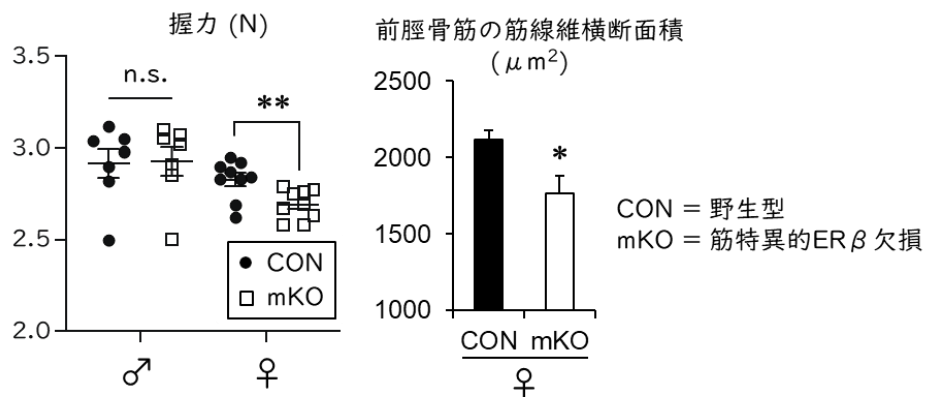 握力 (N)
3.5
3.0
2.5
2.0
n.s.
**
● CON
□ mKO
♂
♀
前脛骨筋の筋線維横断面積
(μm²)
2500
2000
1500
1000
*
CON mKO
♀
CON = 野生型
mKO = 筋特異的ERβ欠損